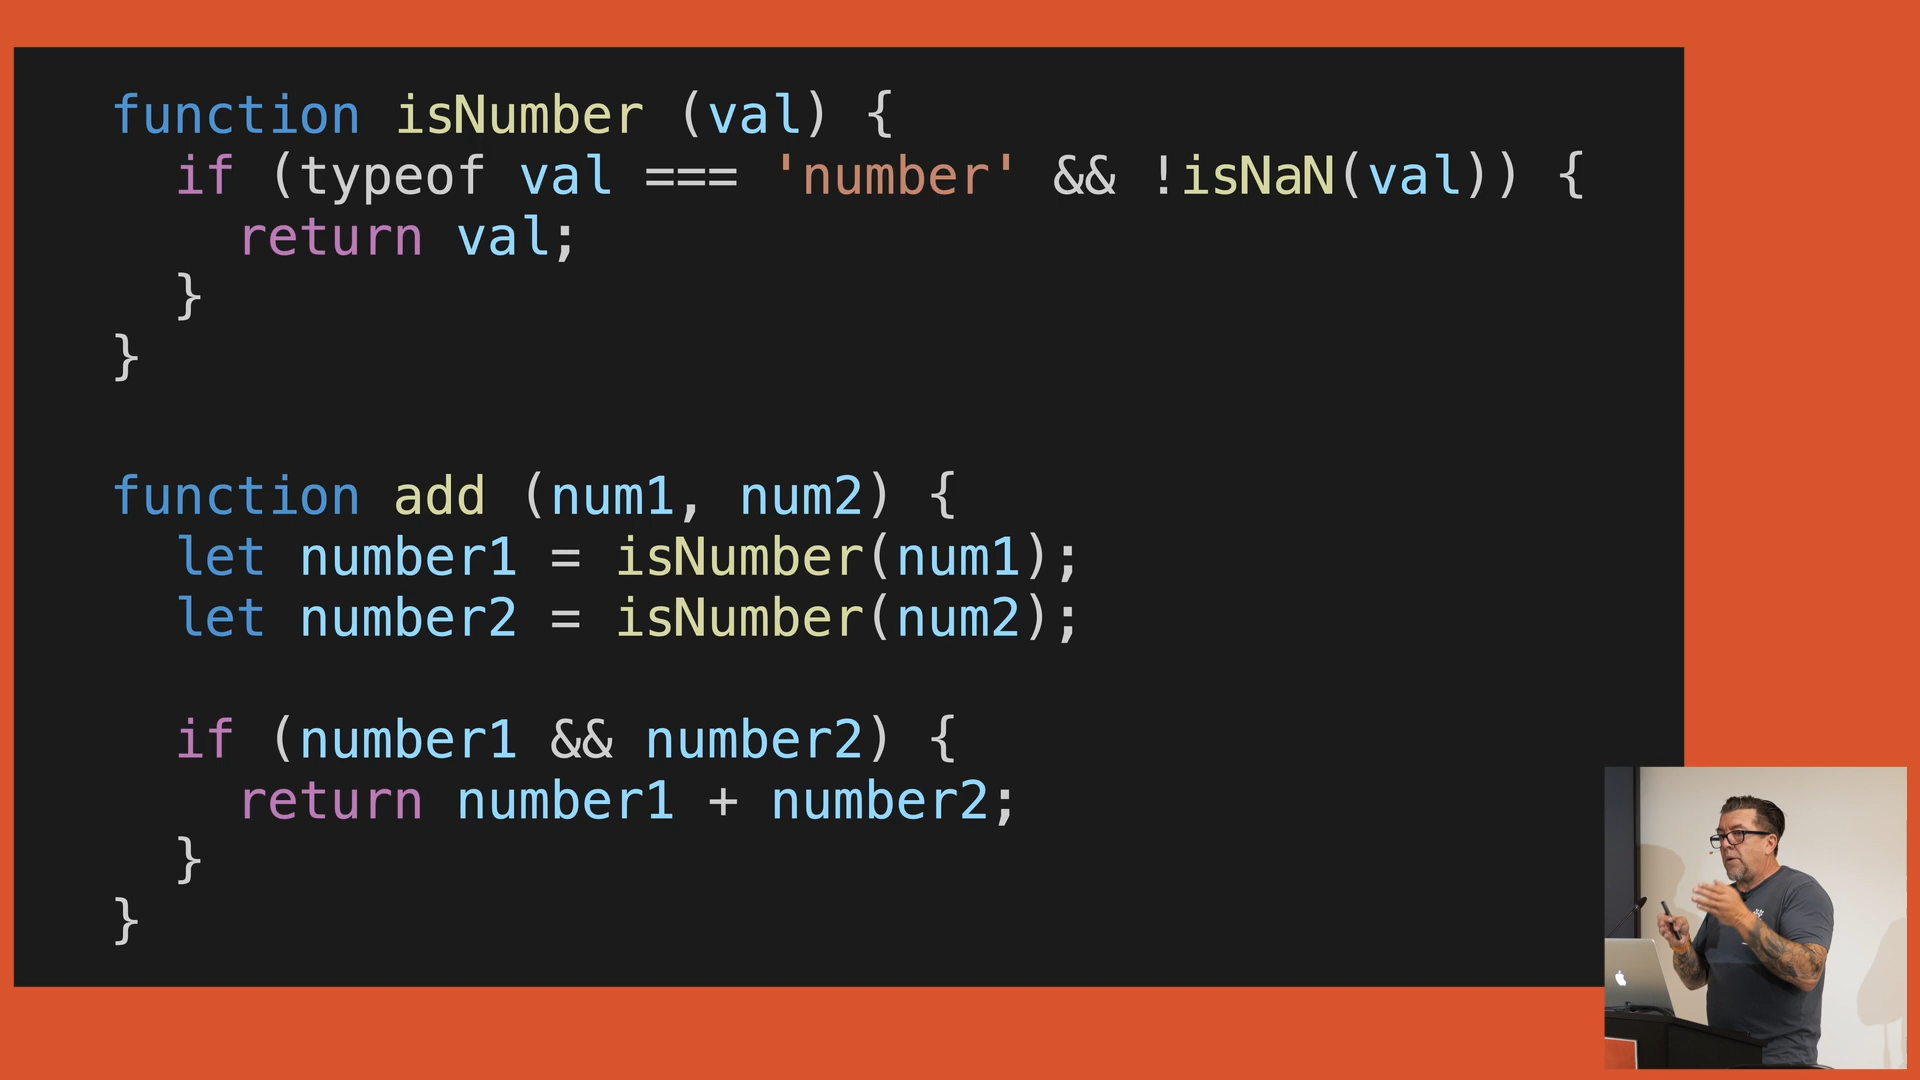 function isNumber (val) {
if (typeof val === 'number' && !isNaN(val)) {
return val;
}
}
function add (num1, num2) {
let number1 = isNumber(num1);
let number2 = isNumber(num2);
if (number1 && number2) {
return number1 + number2;
}
}